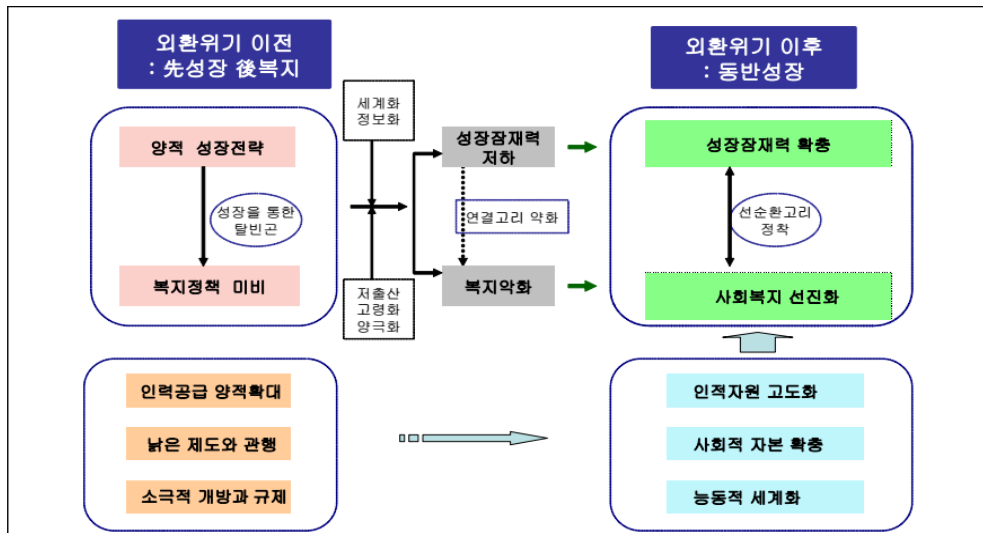 외환위기 이전
: 先성장 後복지
외환위기 이후
: 동반성장
세계화
정보화
양적 성장전략
성장을 통한
탈빈곤
복지정책 미비
저출산
고령화
양극화
성장잠재력
저하
연결고리 약화
복지악화
성장잠재력 확충
선순환고리
정착
사회복지 선진화
인력공급 양적확대
낡은 제도와 관행
소극적 개방과 규제
인적자원 고도화
사회적 자본 확충
능동적 세계화